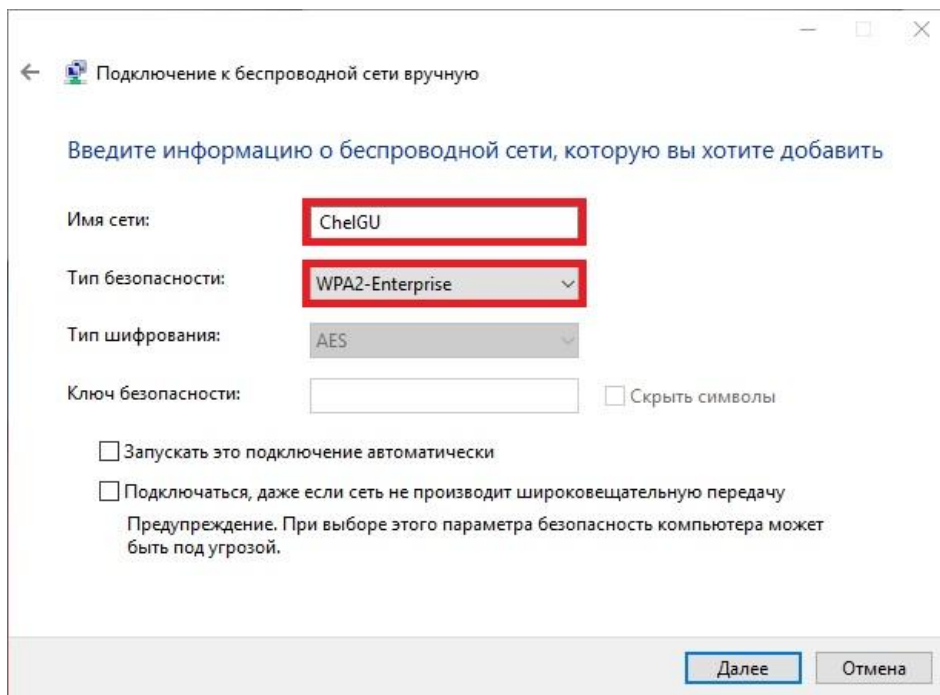 Подключение к беспроводной сети вручную
Введите информацию о беспроводной сети, которую вы хотите добавить
Имя сети: ChelGU
Тип безопасности: WPA2-Enterprise
Тип шифрования: AES
Ключ безопасности: Скрыть символы
Запускать это подключение автоматически
Подключаться, даже если сеть не производит широковещательную передачу
Предупреждение. При выборе этого параметра безопасность компьютера может
быть под угрозой.
Далее Отмена